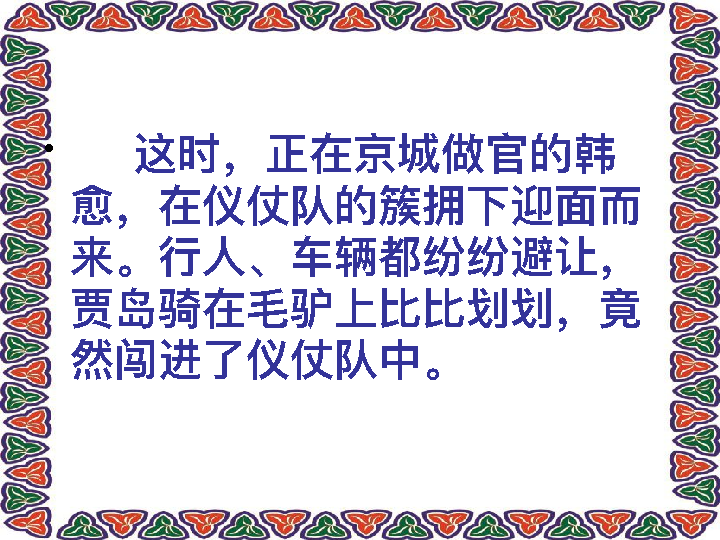 • 这时，正在京城做官的韩
愈，在仪仗队的簇拥下迎面而
来。行人、车辆都纷纷避让，
贾岛骑在毛驴上比比划划，竟
然闯进了仪仗队中。